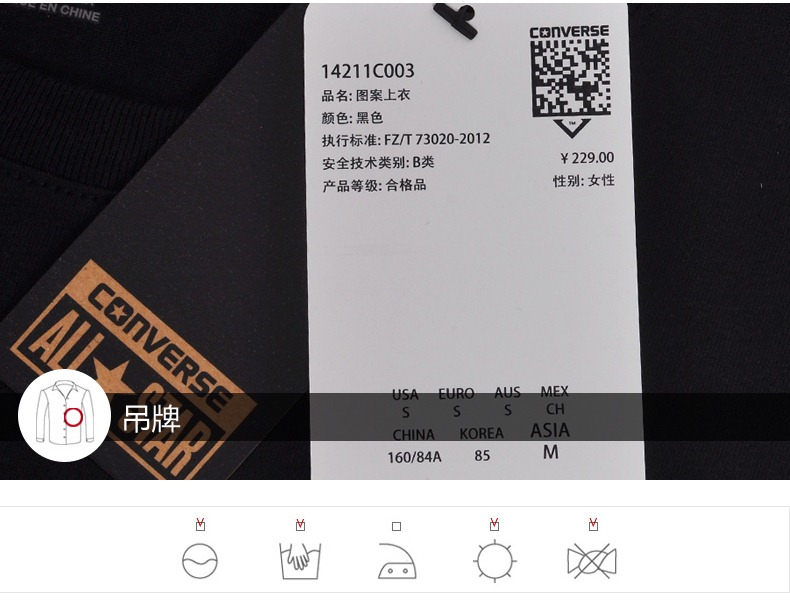 E EN CHINE
CONVERSE
14211C003
品名: 图案上衣
颜色: 黑色
执行标准: FZ/T 73020-2012
安全技术类别: B类
产品等级: 合格品
¥ 229.00
性别: 女性
CONVERSE
ALL STAR
USA EURO AUS MEX
S S S CH
CHINA KOREA ASIA
160/84A 85 M
吊牌